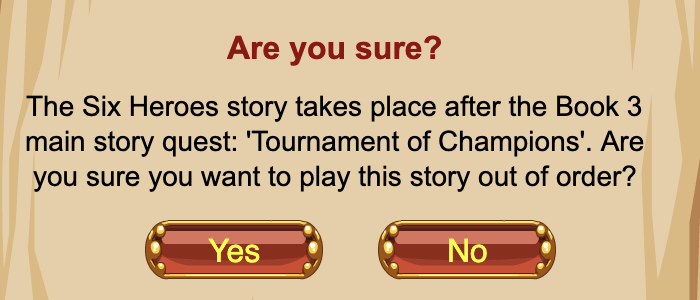 Are you sure?
The Six Heroes story takes place after the Book 3
main story quest: 'Tournament of Champions'. Are
you sure you want to play this story out of order?
Yes No